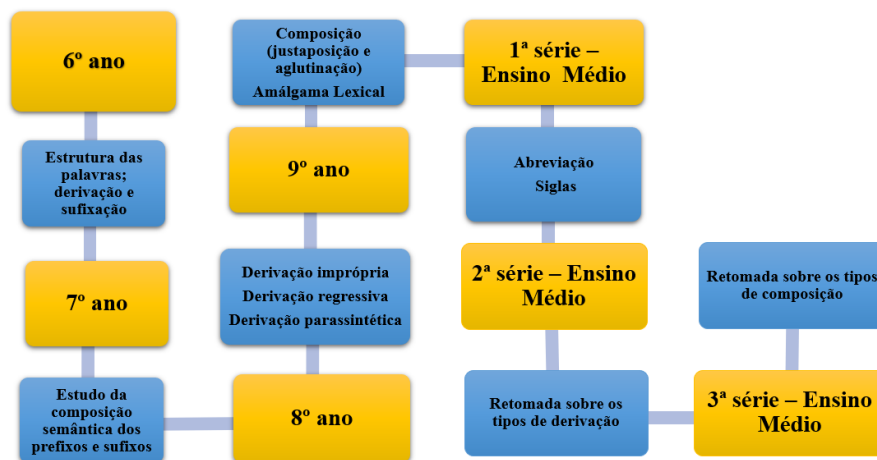 6º ano
Estrutura das
palavras;
derivação e
sufixação
7º ano
Estudo da
composição
semântica dos
prefixos e sufixos
8º ano
Derivação imprópria
Derivação regressiva
Derivação parassintética
9º ano
Composição
(justaposição e
aglutinação)
Amálgama Lexical
1ª série –
Ensino Médio
Abreviação
Siglas
2ª série – Ensino
Médio
Retomada sobre os
tipos de derivação
3ª série – Ensino
Médio
Retomada sobre os tipos
de composição